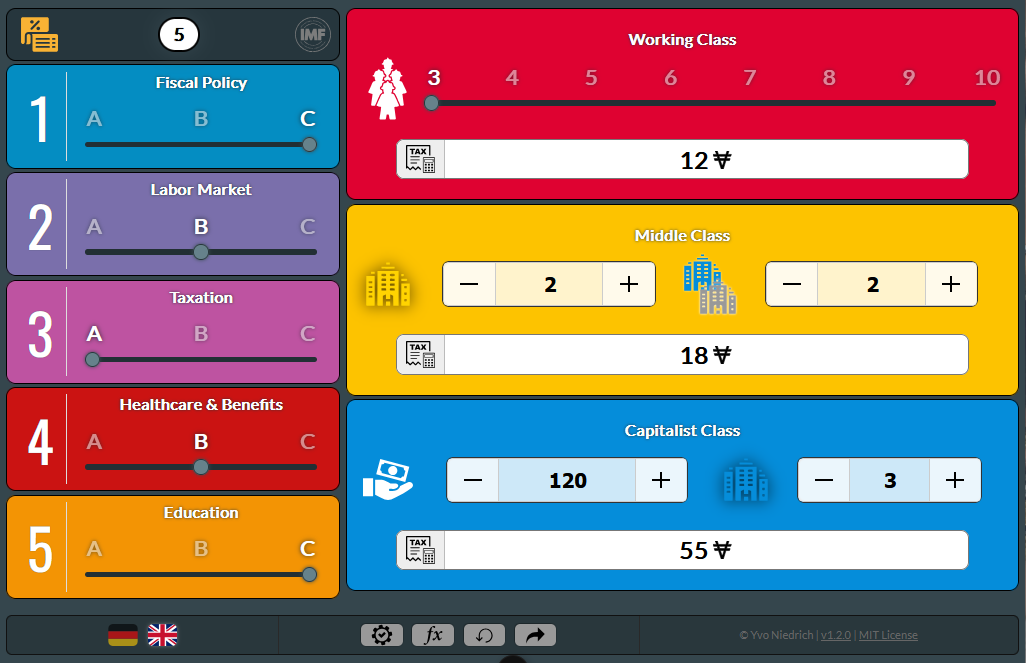 %
5
IMF
1
Fiscal Policy
A B C
2
Labor Market
A B C
3
Taxation
A B C
4
Healthcare & Benefits
A B C
5
Education
A B C
Working Class
3 4 5 6 7 8 9 10
TAX
12 ₩
Middle Class
− 2 +
− 2 +
TAX
18 ₩
Capitalist Class
− 120 +
− 3 +
TAX
55 ₩
fx
© Yvo Niedrich | v1.2.0 | MIT License